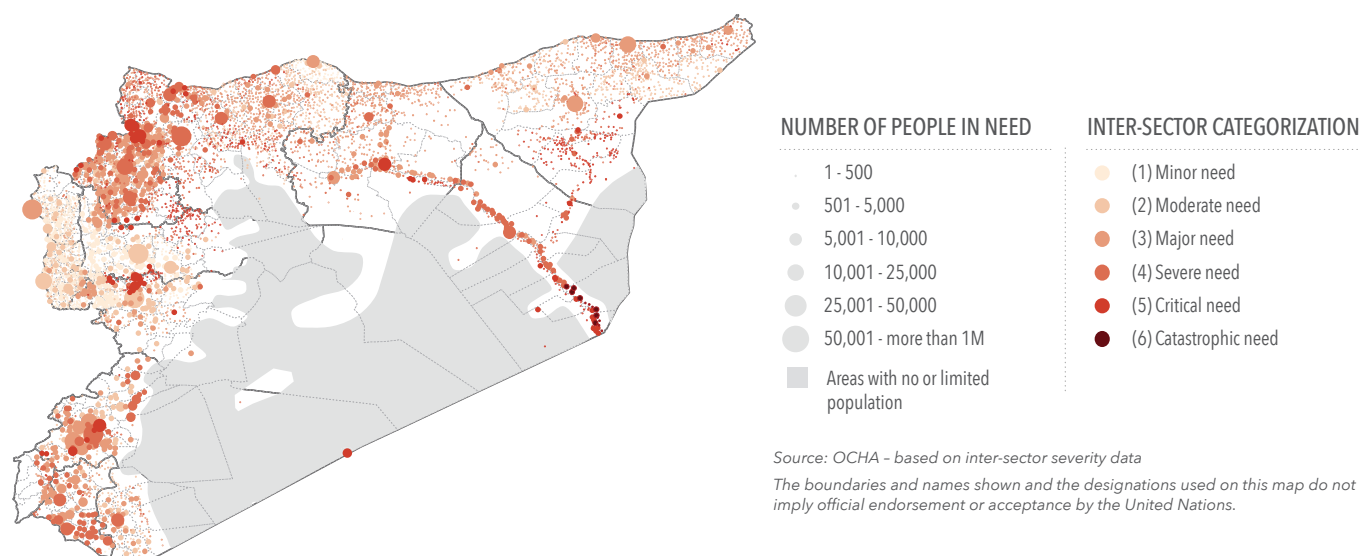 NUMBER OF PEOPLE IN NEED
1 - 500
501 - 5,000
5,001 - 10,000
10,001 - 25,000
25,001 - 50,000
50,001 - more than 1M
Areas with no or limited
population
INTER-SECTOR CATEGORIZATION
(1) Minor need
(2) Moderate need
(3) Major need
(4) Severe need
(5) Critical need
(6) Catastrophic need
Source: OCHA – based on inter-sector severity data
The boundaries and names shown and the designations used on this map do not
imply official endorsement or acceptance by the United Nations.